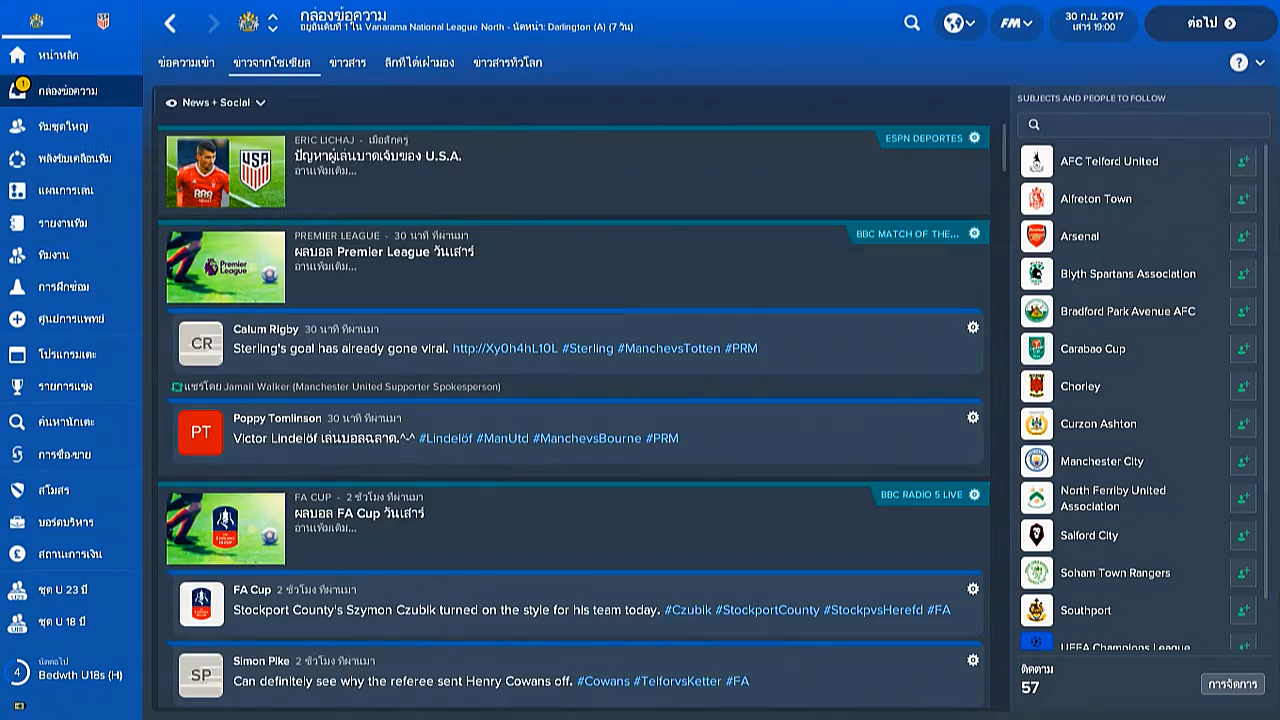 กล่องข้อความ
อยู่อันดับที่ 1 ใน Vanarama National League North - นัดหน้า: Darlington (A) (7 วัน)
FM
30 ก.ย. 2017
เสาร์ 19:00
ต่อไป
หน้าหลัก
1
กล่องข้อความ
ทีมชุดใหญ่
พลังขับเคลื่อนทีม
แผนการเล่น
รายงานทีม
ทีมงาน
การฝึกซ้อม
ศูนย์การแพทย์
โปรแกรมเตะ
รายการแข่ง
ค้นหานักเตะ
การซื้อขาย
สโมสร
บอร์ดบริหาร
สถานะการเงิน
U23
ชุด U 23 ปี
U18
ชุด U 18 ปี
4
นัดต่อไป
Bedwth U18s (H)
ข้อความเข้า
ข่าวจากโซเชียล
ข่าวสาร
ลีกที่ได้เฝ้ามอง
ข่าวสารทั่วโลก
?
News + Social
ERIC LICHAJ - เมื่อสักครู่
ESPN DEPORTES
ปัญหาผู้เล่นบาดเจ็บของ U.S.A.
อ่านเพิ่มเติม...
PREMIER LEAGUE - 30 นาที ที่ผ่านมา
BBC MATCH OF THE...
ผลบอล Premier League วันเสาร์
อ่านเพิ่มเติม...
Premier League
CR
Calum Rigby 30 นาที ที่ผ่านมา
Sterling's goal has already gone viral. http://Xy0h4hL10L #Sterling #ManchevsTotten #PRM
แชร์โดย Jamall Walker (Manchester United Supporter Spokesperson)
PT
Poppy Tomlinson 30 นาที ที่ผ่านมา
Victor Lindelöf เล่นบอลฉลาด.^-^ #Lindelöf #ManUtd #ManchevsBourne #PRM
FA CUP - 2 ชั่วโมง ที่ผ่านมา
BBC RADIO 5 LIVE
ผลบอล FA Cup วันเสาร์
อ่านเพิ่มเติม...
FA Cup 2 ชั่วโมง ที่ผ่านมา
Stockport County's Szymon Czubik turned on the style for his team today. #Czubik #StockportCounty #StockpvsHerefd #FA
SP
Simon Pike 2 ชั่วโมง ที่ผ่านมา
Can definitely see why the referee sent Henry Cowans off. #Cowans #TelforvsKetter #FA
SUBJECTS AND PEOPLE TO FOLLOW
AFC Telford United
Alfreton Town
Arsenal
Blyth Spartans Association
Bradford Park Avenue AFC
Carabao Cup
Chorley
Curzon Ashton
Manchester City
North Ferriby United
Association
Salford City
Soham Town Rangers
Southport
UEFA Champions League
ติดตาม
57
การจัดการ